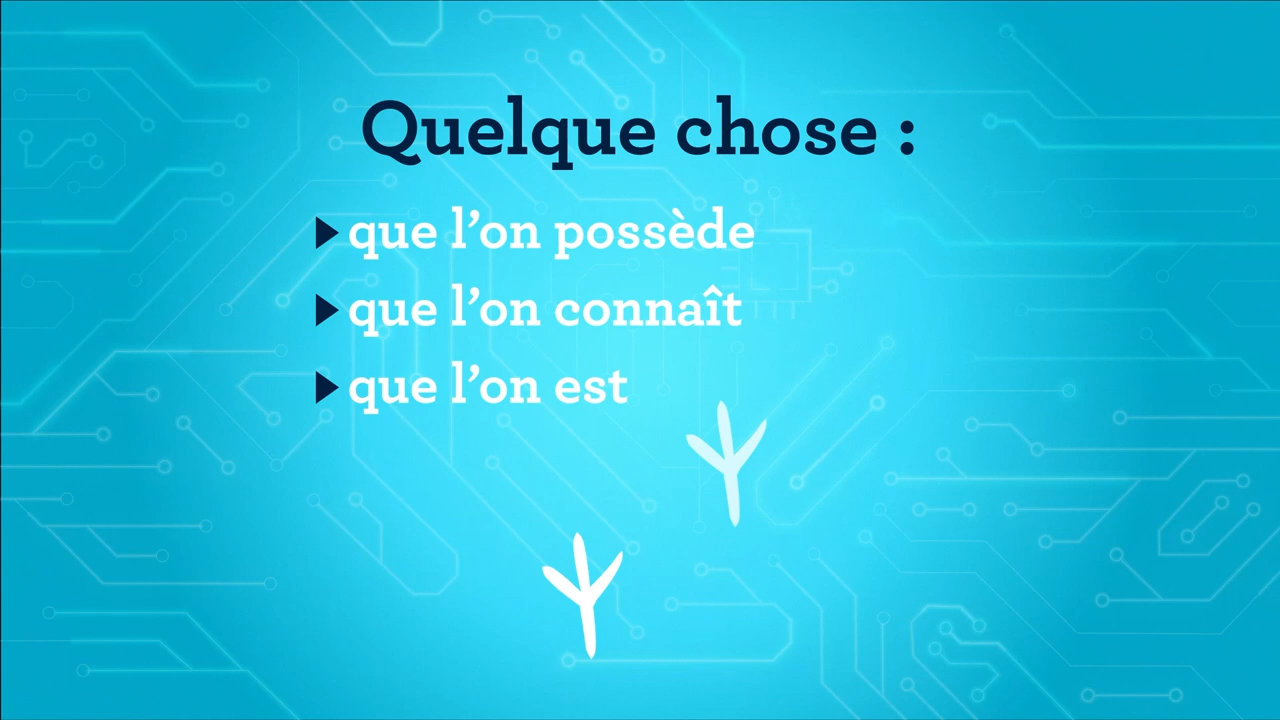 Quelque chose :
que l’on possède
que l’on connaît
que l’on est